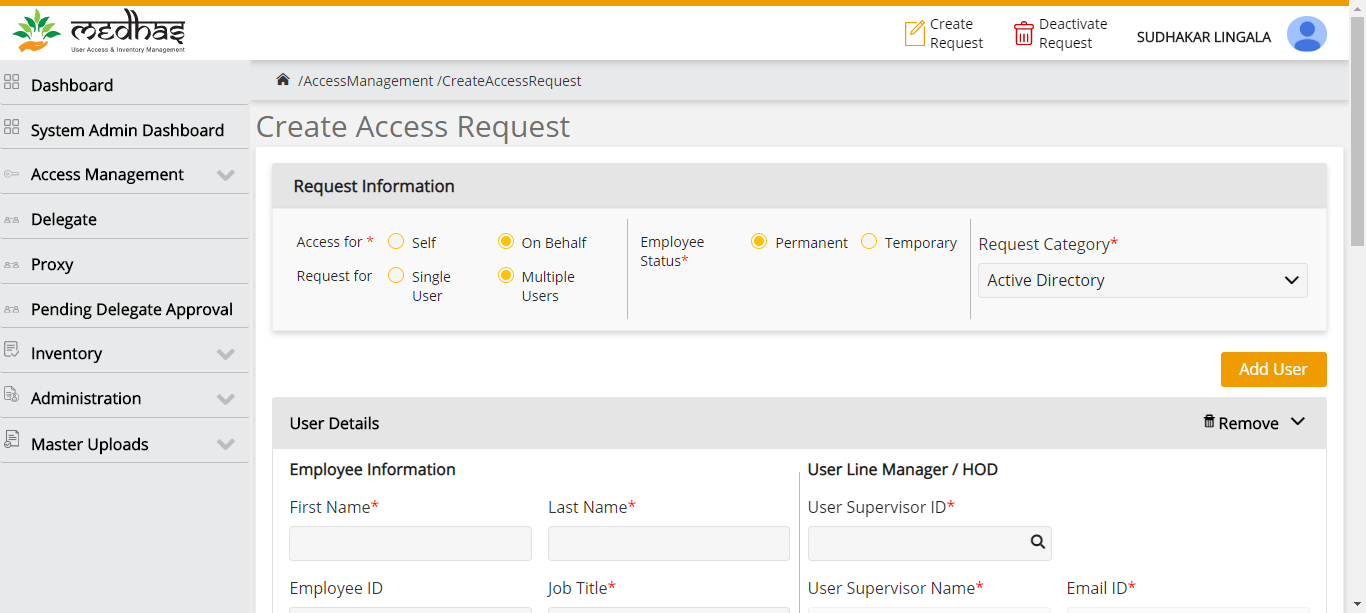 medhas
User Access & Inventory Management
Create
Request
Deactivate
Request
SUDHAKAR LINGALA
Dashboard
System Admin Dashboard
Access Management
Delegate
Proxy
Pending Delegate Approval
Inventory
Administration
Master Uploads
/AccessManagement /CreateAccessRequest
Create Access Request
Request Information
Access for * Self On Behalf
Request for Single
User Multiple
Users
Employee
Status* Permanent Temporary
Request Category*
Active Directory
Add User
User Details Remove
Employee Information
First Name* Last Name*
Employee ID Job Title*
User Line Manager / HOD
User Supervisor ID*
User Supervisor Name* Email ID*